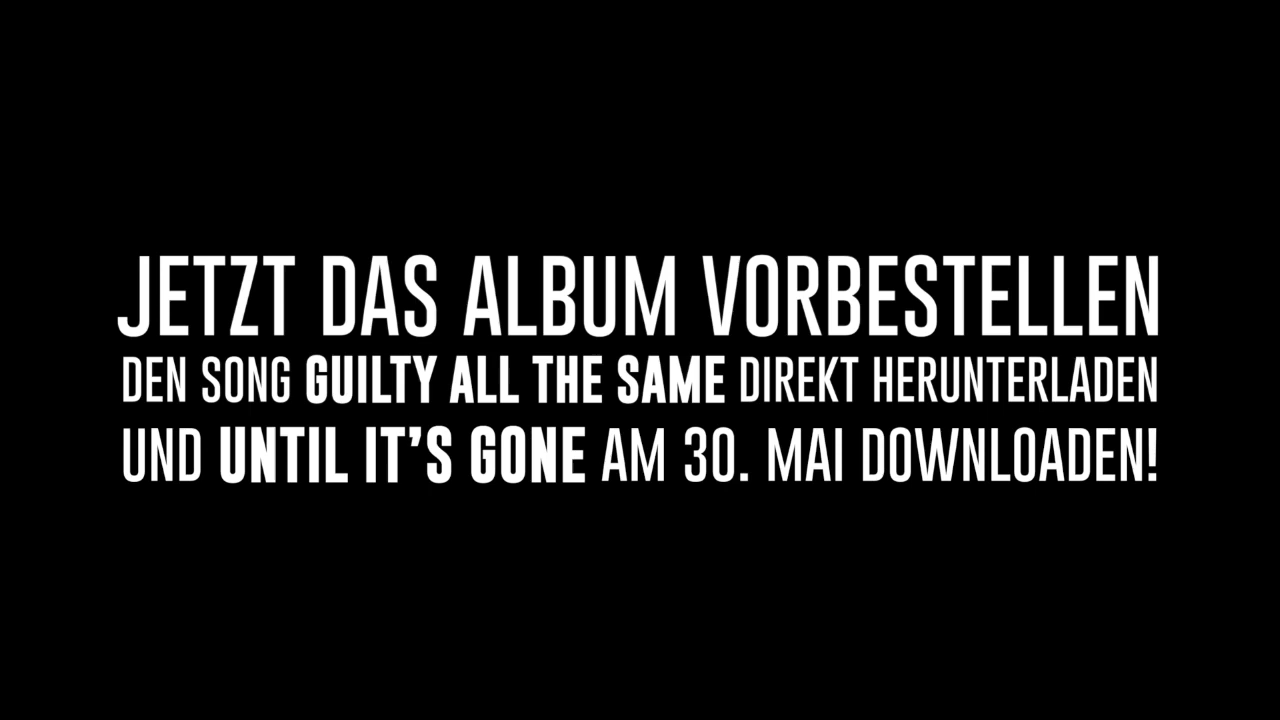 JETZT DAS ALBUM VORBESTELLEN
DEN SONG GUILTY ALL THE SAME DIREKT HERUNTERLADEN
UND UNTIL IT'S GONE AM 30. MAI DOWNLOADEN!